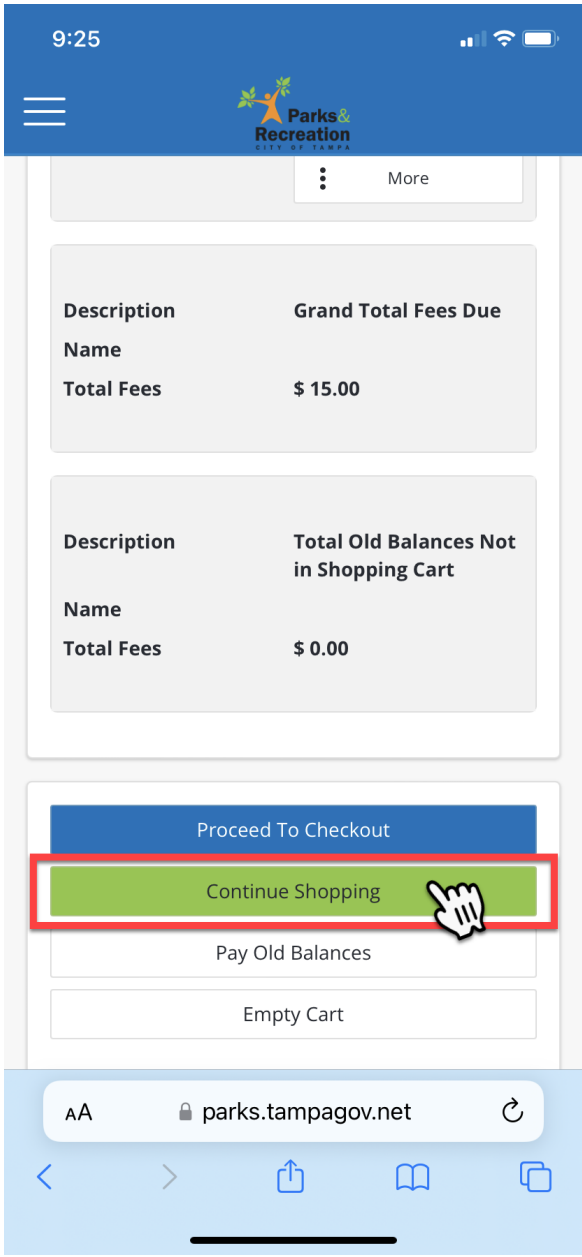 9:25
Parks&
Recreation
CITY OF TAMPA
More
Description Grand Total Fees Due
Name
Total Fees $ 15.00
Description Total Old Balances Not
in Shopping Cart
Name
Total Fees $ 0.00
Proceed To Checkout
Continue Shopping
Pay Old Balances
Empty Cart
AA parks.tampagov.net